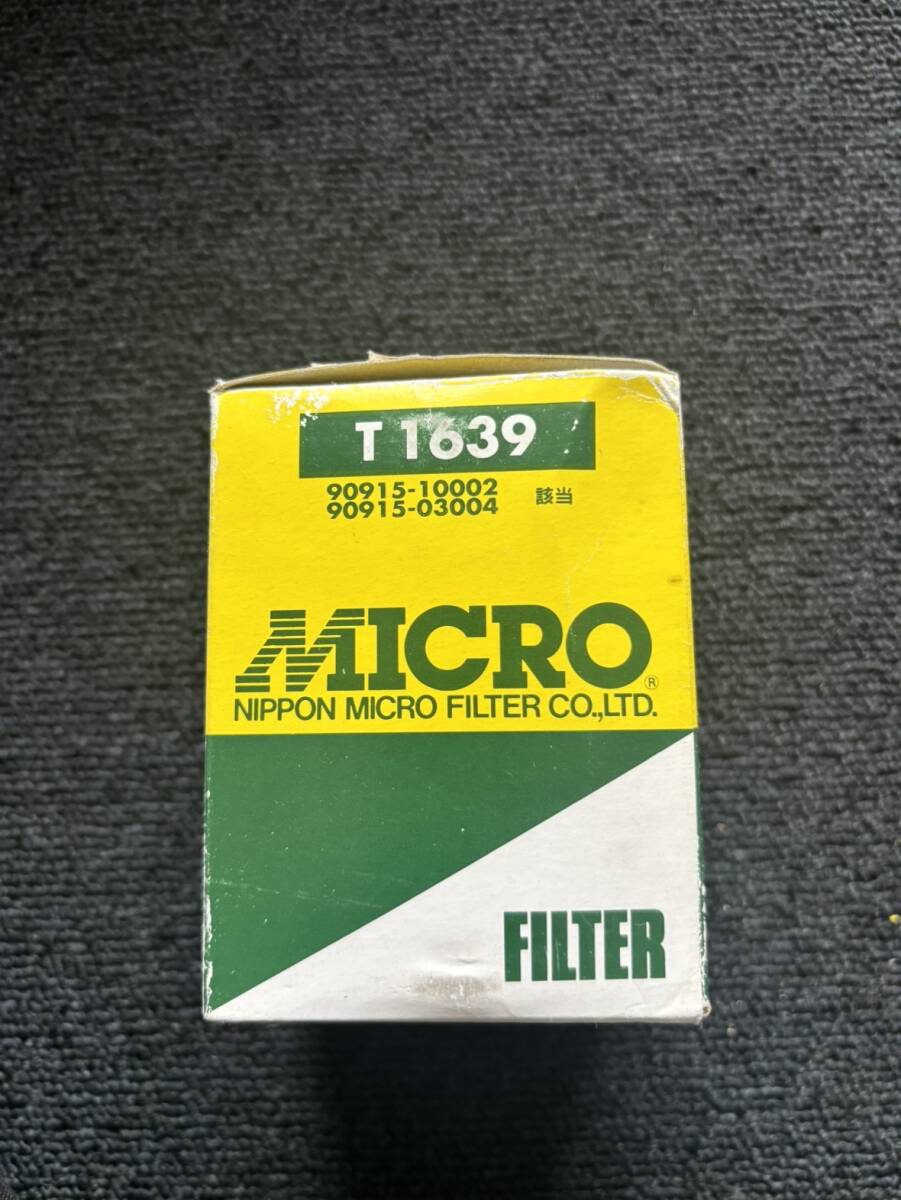 T 1639
90915-10002
90915-03004 該当
MICRO ®
NIPPON MICRO FILTER CO.,LTD.
FILTER